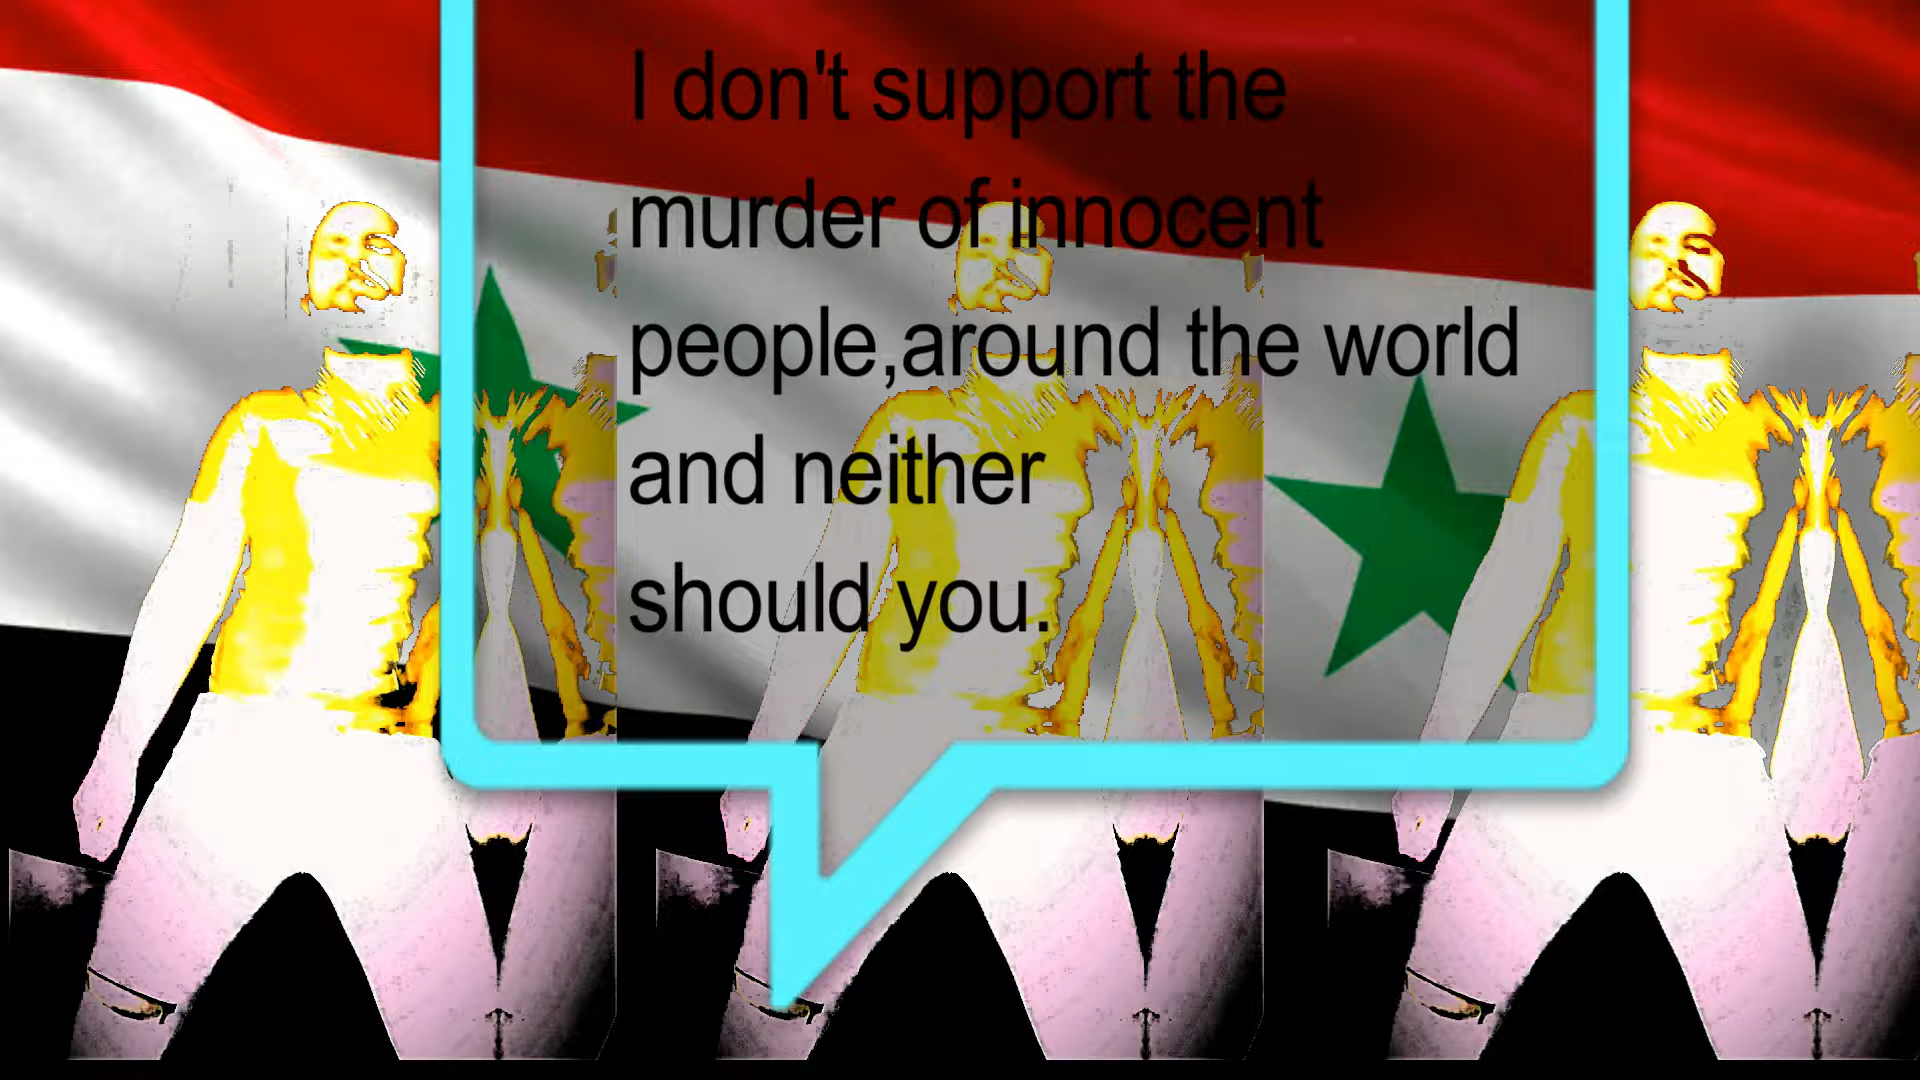 I don't support the
murder of innocent
people,around the world
and neither
should you.